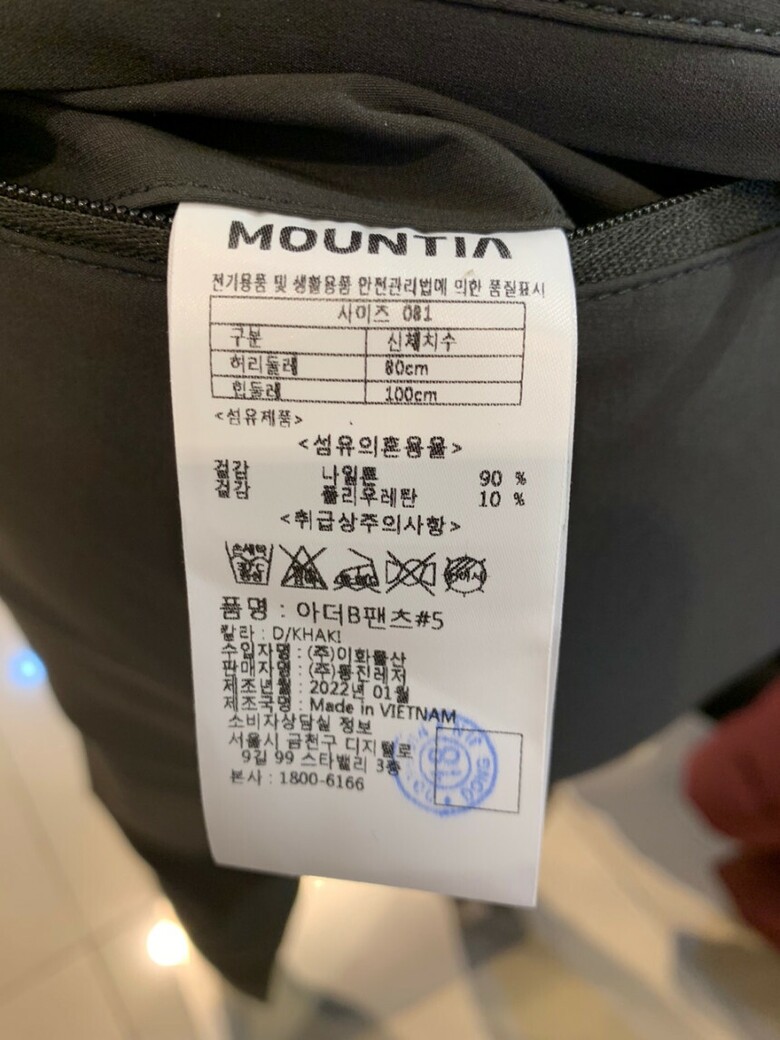 MOUNTIA
전기용품 및 생활용품 안전관리법에 의한 품질표시
사이즈 081
구분 신체치수
허리둘레 80cm
힙둘레 100cm
<섬유제품>
<섬유의혼용율>
겉감 나일론 90 %
겉감 폴리우레탄 10 %
<취급상주의사항>
손세탁
품명 : 아더B팬츠#5
칼라 : D/KHAKI
수입자명 : (주)이화물산
판매자명 : (주)통진레저
제조년월 : 2022년 01월
제조국명 : Made in VIETNAM
소비자상담실 정보
서울시 금천구 디지털로
9길 99 스타밸리 3층
본사 : 1800-6166